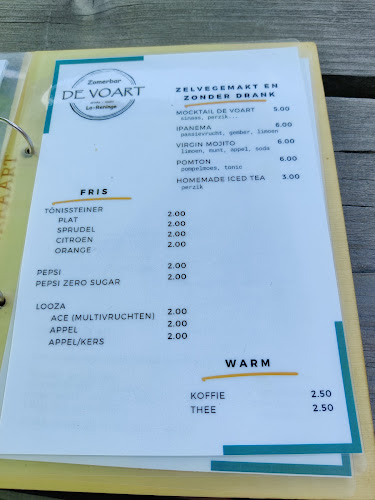 Zomerbar
DE VOART
Lo-Reninge
ZELVEGEMAKT EN
ZONDER DRANK
MOCKTAIL DE VOART 5.00
sinaas, perzik...
IPANEMA 6.00
passievrucht, gember, limoen
VIRGIN MOJITO 6.00
limoen, munt, appel, soda
POMTON 6.00
pompelmoes, tonic
HOMEMADE ICED TEA 3.00
perzik
FRIS
TÖNISSTEINER
PLAT 2.00
SPRUDEL 2.00
CITROEN 2.00
ORANGE 2.00
PEPSI 2.00
PEPSI ZERO SUGAR 2.00
LOOZA
ACE (MULTIVRUCHTEN) 2.00
APPEL 2.00
APPEL/KERS 2.00
WARM
KOFFIE 2.50
THEE 2.50